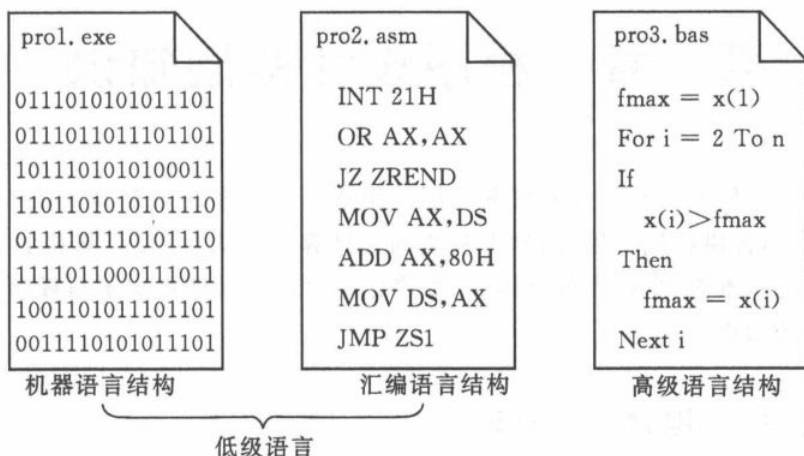 pro1. exe
0111010101011101
0111011011101101
1011101010100011
1101101010101110
0111101110101110
1111011000111011
1001101011101101
0011110101011101
机器语言结构
pro2. asm
INT 21H
OR AX,AX
JZ ZREND
MOV AX,DS
ADD AX,80H
MOV DS,AX
JMP ZS1
汇编语言结构
低级语言
pro3. bas
fmax = x(1)
For i = 2 To n
If
x(i)>fmax
Then
fmax = x(i)
Next i
高级语言结构